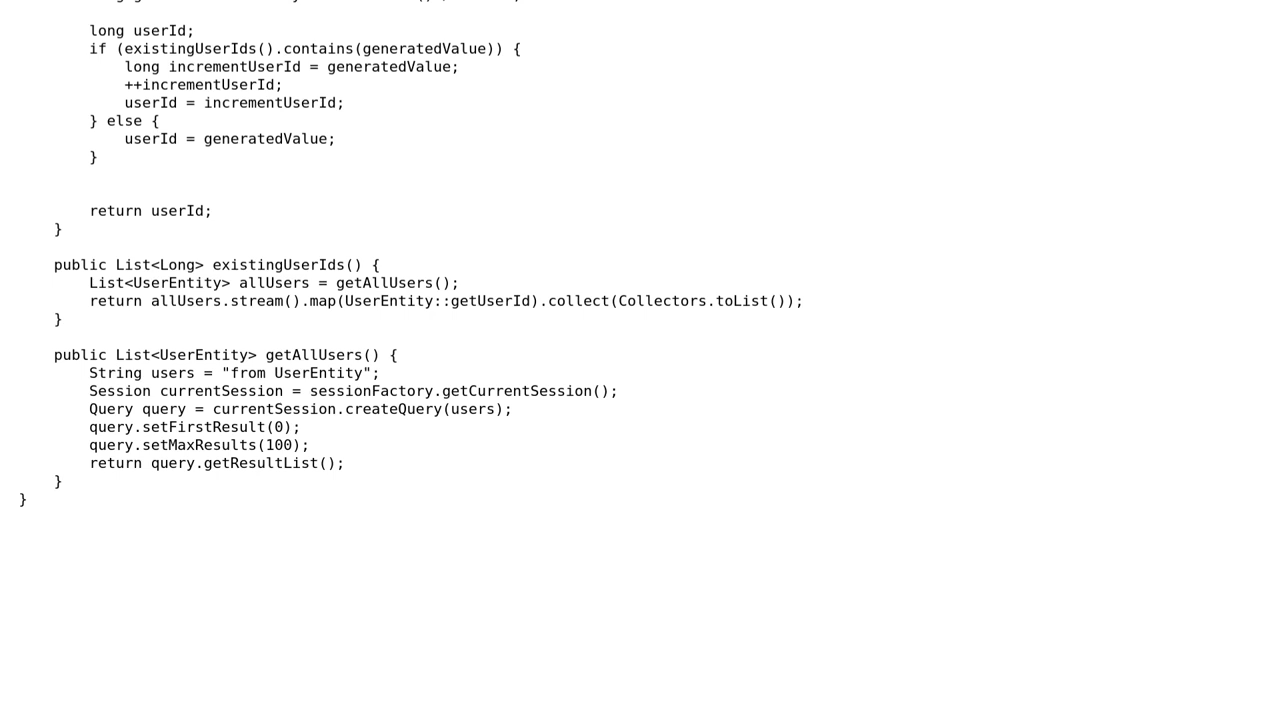 long userId;
if (existingUserIds().contains(generatedValue)) {
long incrementUserId = generatedValue;
++incrementUserId;
userId = incrementUserId;
} else {
userId = generatedValue;
}
return userId;
}
public List<Long> existingUserIds() {
List<UserEntity> allUsers = getAllUsers();
return allUsers.stream().map(UserEntity::getUserId).collect(Collectors.toList());
}
public List<UserEntity> getAllUsers() {
String users = "from UserEntity";
Session currentSession = sessionFactory.getCurrentSession();
Query query = currentSession.createQuery(users);
query.setFirstResult(0);
query.setMaxResults(100);
return query.getResultList();
}
}